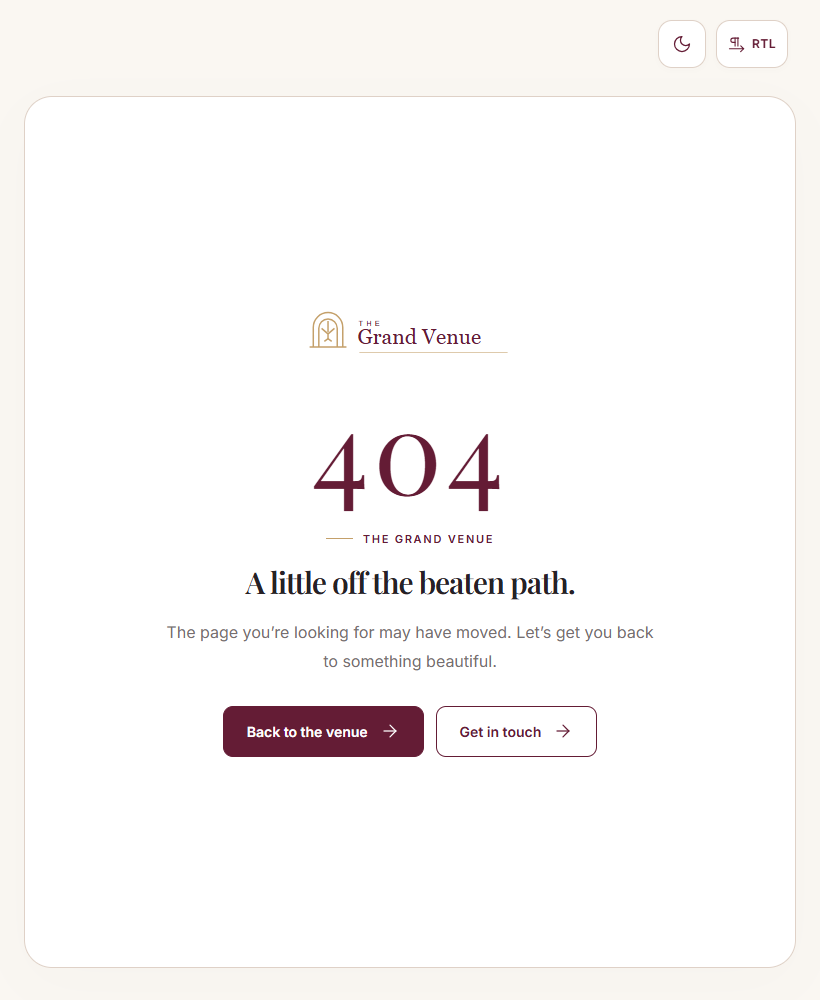 RTL
THE
Grand Venue
404
THE GRAND VENUE
A little off the beaten path.
The page you’re looking for may have moved. Let’s get you back
to something beautiful.
Back to the venue
Get in touch